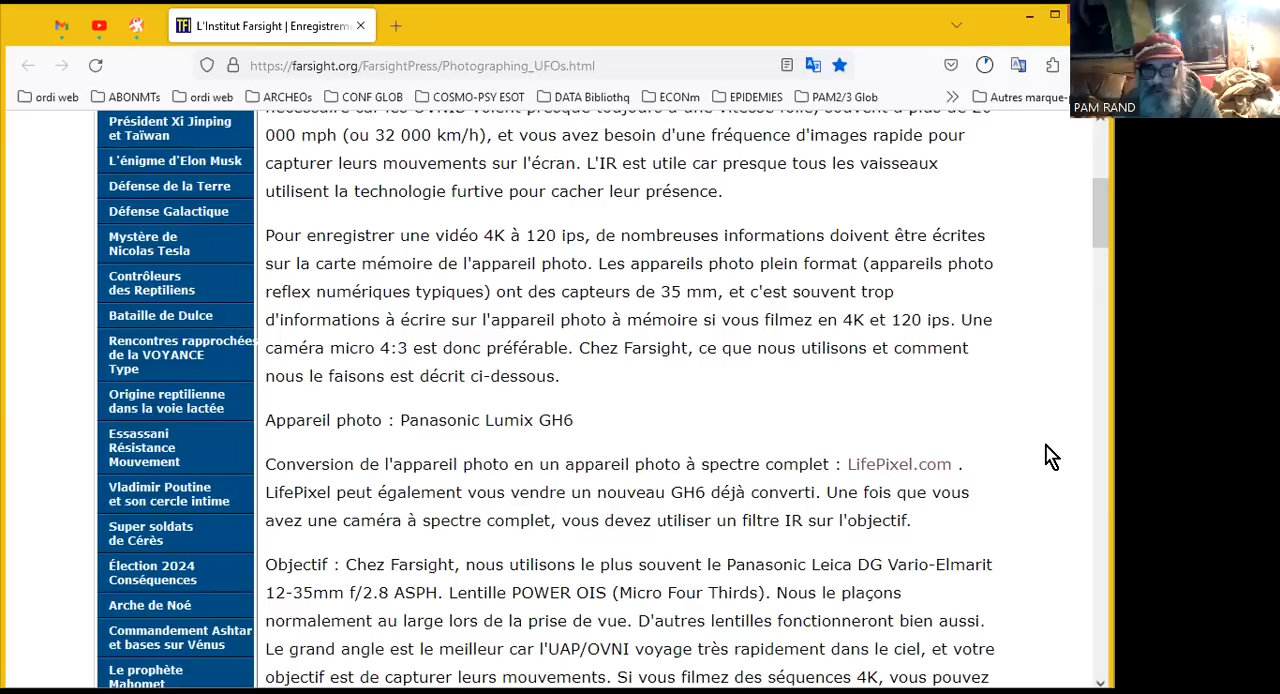 L'Institut Farsight | Enregistreme
https://farsight.org/FarsightPress/Photographing_UFOs.html
ordi web
ABONMTs
ordi web
ARCHEOs
CONF GLOB
COSMO-PSY ESOT
DATA Bibliothq
ECONm
EPIDEMIES
PAM2/3 Glob
Autres marque-
PAM RAND
Président Xi Jinping
et Taïwan
L'énigme d'Elon Musk
Défense de la Terre
Défense Galactique
Mystère de
Nicolas Tesla
Contrôleurs
des Reptiliens
Bataille de Dulce
Rencontres rapprochées
de la VOYANCE
Type
Origine reptilienne
dans la voie lactée
Essassani
Résistance
Mouvement
Vladimir Poutine
et son cercle intime
Super soldats
de Cérès
Élection 2024
Conséquences
Arche de Noé
Commandement Ashtar
et bases sur Vénus
Le prophète
Mahomet
000 mph (ou 32 000 km/h), et vous avez besoin d'une fréquence d'images rapide pour
capturer leurs mouvements sur l'écran. L'IR est utile car presque tous les vaisseaux
utilisent la technologie furtive pour cacher leur présence.
Pour enregistrer une vidéo 4K à 120 ips, de nombreuses informations doivent être écrites
sur la carte mémoire de l'appareil photo. Les appareils photo plein format (appareils photo
reflex numériques typiques) ont des capteurs de 35 mm, et c'est souvent trop
d'informations à écrire sur l'appareil photo à mémoire si vous filmez en 4K et 120 ips. Une
caméra micro 4:3 est donc préférable. Chez Farsight, ce que nous utilisons et comment
nous le faisons est décrit ci-dessous.
Appareil photo : Panasonic Lumix GH6
Conversion de l'appareil photo en un appareil photo à spectre complet : LifePixel.com .
LifePixel peut également vous vendre un nouveau GH6 déjà converti. Une fois que vous
avez une caméra à spectre complet, vous devez utiliser un filtre IR sur l'objectif.
Objectif : Chez Farsight, nous utilisons le plus souvent le Panasonic Leica DG Vario-Elmarit
12-35mm f/2.8 ASPH. Lentille POWER OIS (Micro Four Thirds). Nous le plaçons
normalement au large lors de la prise de vue. D'autres lentilles fonctionneront bien aussi.
Le grand angle est le meilleur car l'UAP/OVNI voyage très rapidement dans le ciel, et votre
objectif est de capturer leurs mouvements. Si vous filmez des séquences 4K, vous pouvez